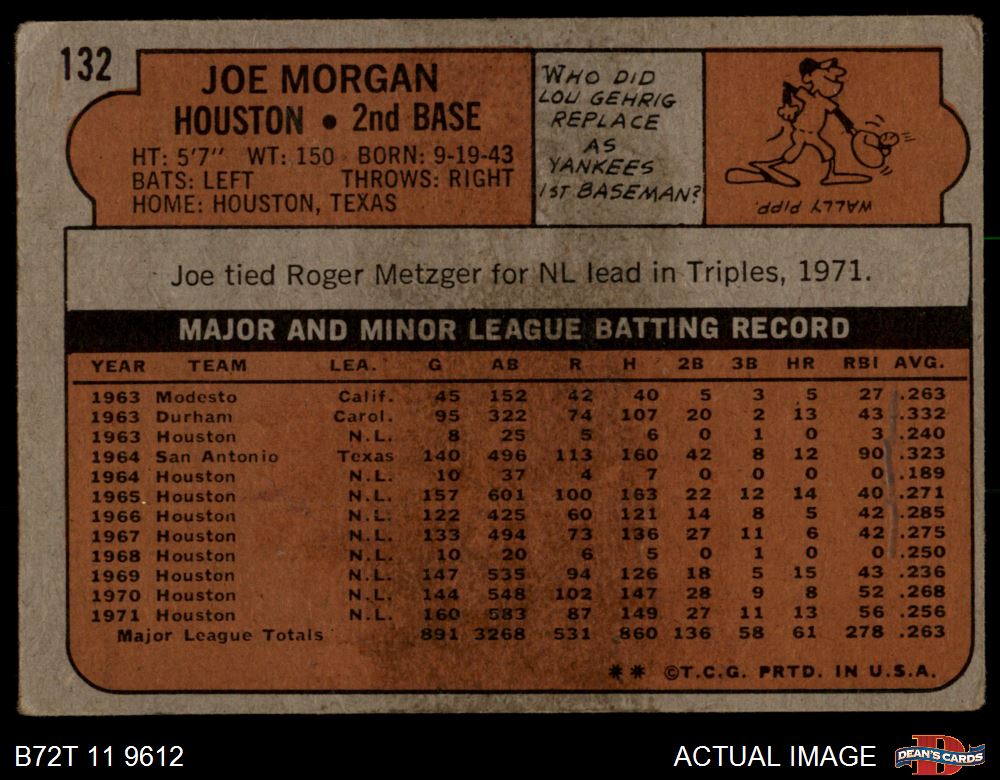 132
JOE MORGAN
HOUSTON • 2nd BASE
HT: 5'7" WT: 150 BORN: 9-19-43
BATS: LEFT THROWS: RIGHT
HOME: HOUSTON, TEXAS
WHO DID
LOU GEHRIG
REPLACE
AS
YANKEES
1ST BASEMAN?
WALLY PIPP.
Joe tied Roger Metzger for NL lead in Triples, 1971.
MAJOR AND MINOR LEAGUE BATTING RECORD
YEAR TEAM LEA. G AB R H 2B 3B HR RBI AVG.
1963 Modesto Calif. 45 152 42 40 5 3 5 27 .263
1963 Durham Carol. 95 322 74 107 20 2 13 43 .332
1963 Houston N.L. 8 25 5 6 0 1 0 3 .240
1964 San Antonio Texas 140 496 113 160 42 8 12 90 .323
1964 Houston N.L. 10 37 4 7 0 0 0 0 .189
1965 Houston N.L. 157 601 100 163 22 12 14 40 .271
1966 Houston N.L. 122 425 60 121 14 8 5 42 .285
1967 Houston N.L. 133 494 73 136 27 11 6 42 .275
1968 Houston N.L. 10 20 6 5 0 1 0 0 .250
1969 Houston N.L. 147 535 94 126 18 5 15 43 .236
1970 Houston N.L. 144 548 102 147 28 9 8 52 .268
1971 Houston N.L. 160 583 87 149 27 11 13 56 .256
Major League Totals 891 3268 531 860 136 58 61 278 .263
** ©T.C.G. PRTD. IN U.S.A.
B72T 11 9612
ACTUAL IMAGE
D
DEAN'S CARDS